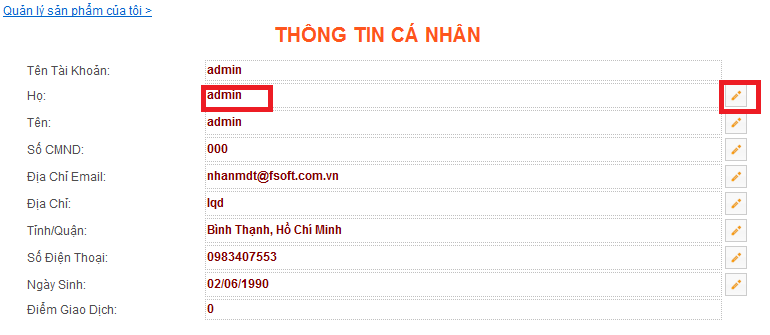 Quản lý sản phẩm của tôi >
THÔNG TIN CÁ NHÂN
Tên Tài Khoản: admin
Họ: admin
Tên: admin
Số CMND: 000
Địa Chỉ Email: nhanmdt@fsoft.com.vn
Địa Chỉ: lqd
Tỉnh/Quận: Bình Thạnh, Hồ Chí Minh
Số Điện Thoại: 0983407553
Ngày Sinh: 02/06/1990
Điểm Giao Dịch: 0